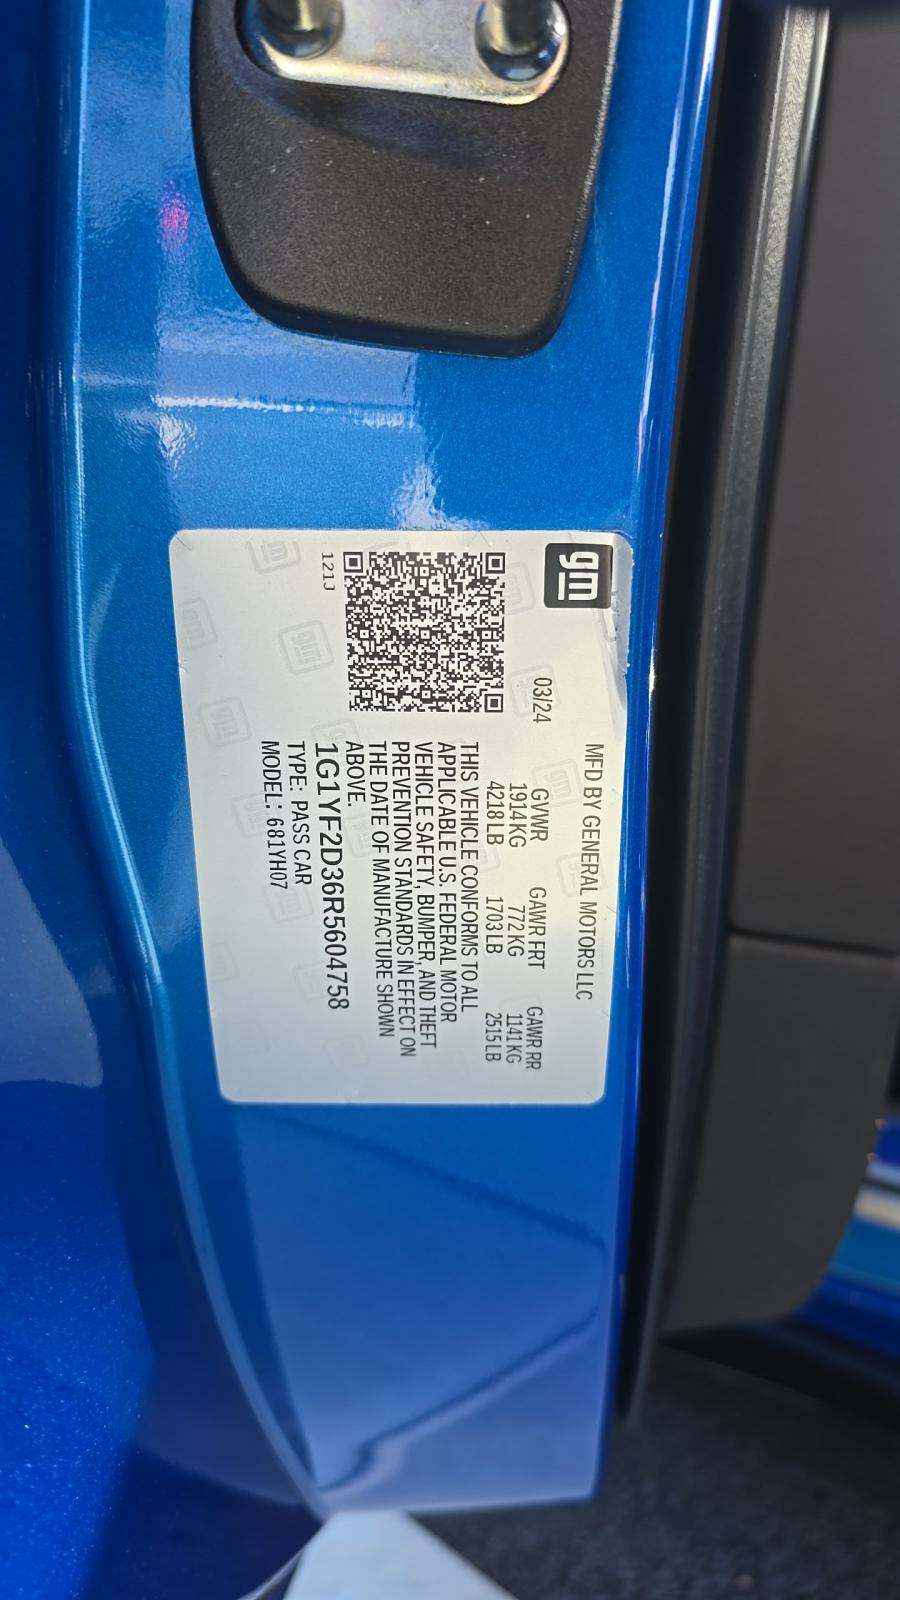 gm
MFD BY GENERAL MOTORS LLC
03/24
GVWR GAWR FRT GAWR RR
1914KG 772KG 1141KG
4218LB 1703LB 2515LB
THIS VEHICLE CONFORMS TO ALL
APPLICABLE U.S. FEDERAL MOTOR
VEHICLE SAFETY, BUMPER, AND THEFT
PREVENTION STANDARDS IN EFFECT ON
THE DATE OF MANUFACTURE SHOWN
ABOVE.
121J
1G1YF2D36R5604758
TYPE: PASS CAR
MODEL: 681YH07